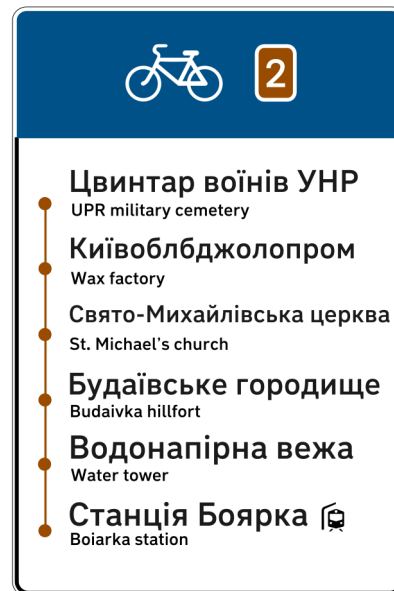 2
Цвинтар воїнів УНР
UPR military cemetery
Київоблбджолопром
Wax factory
Свято-Михайлівська церква
St. Michael's church
Будаївське городище
Budaivka hillfort
Водонапірна вежа
Water tower
Станція Боярка
Boiarka station